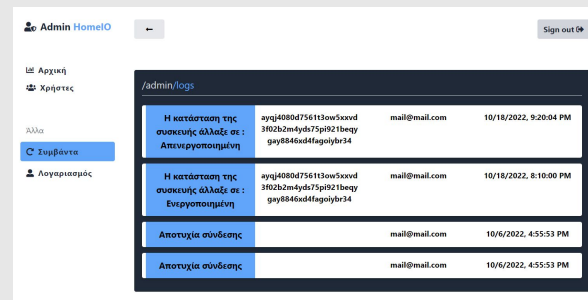 Admin HomeIO
←
Sign out
Αρχική
Χρήστες
Άλλα
Συμβάντα
Λογαριασμός
/admin/logs
Η κατάσταση της
συσκευής άλλαξε σε :
Απενεργοποιημένη
ayqj4080d7561t3ow5xxvd
3f02b2m4yds75pi921beqy
gay8846xd4fagoiybr34
mail@mail.com
10/18/2022, 9:20:04 PM
Η κατάσταση της
συσκευής άλλαξε σε :
Ενεργοποιημένη
ayqj4080d7561t3ow5xxvd
3f02b2m4yds75pi921beqy
gay8846xd4fagoiybr34
mail@mail.com
10/18/2022, 8:10:00 PM
Αποτυχία σύνδεσης
mail@mail.com
10/6/2022, 4:55:53 PM
Αποτυχία σύνδεσης
mail@mail.com
10/6/2022, 4:55:53 PM